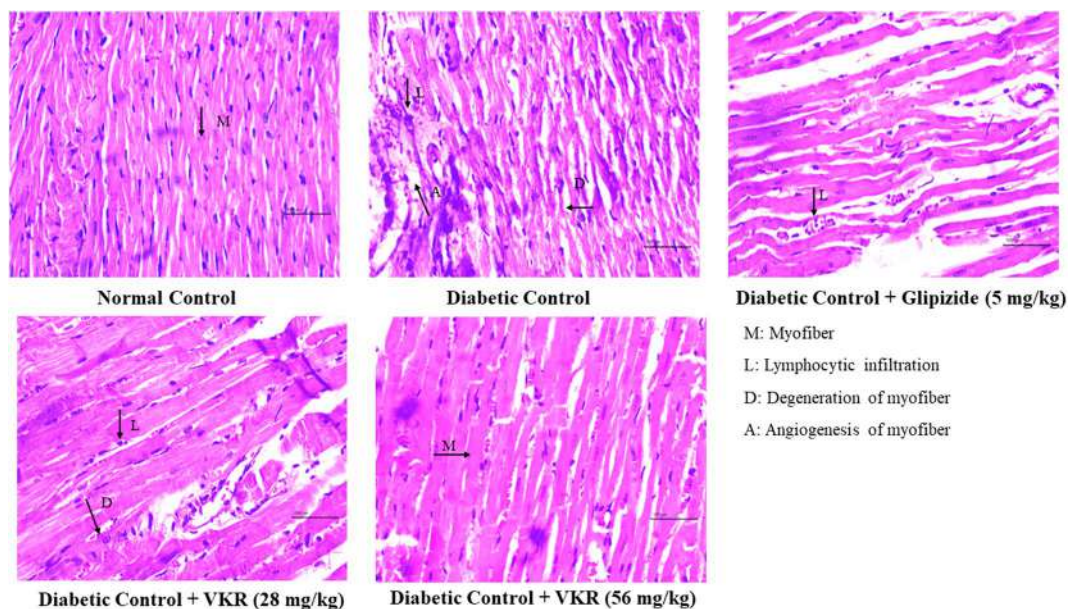 M
L
A
D
L
Normal Control
Diabetic Control
Diabetic Control + Glipizide (5 mg/kg)
M: Myofiber
L: Lymphocytic infiltration
D: Degeneration of myofiber
A: Angiogenesis of myofiber
L
D
M
Diabetic Control + VKR (28 mg/kg)
Diabetic Control + VKR (56 mg/kg)